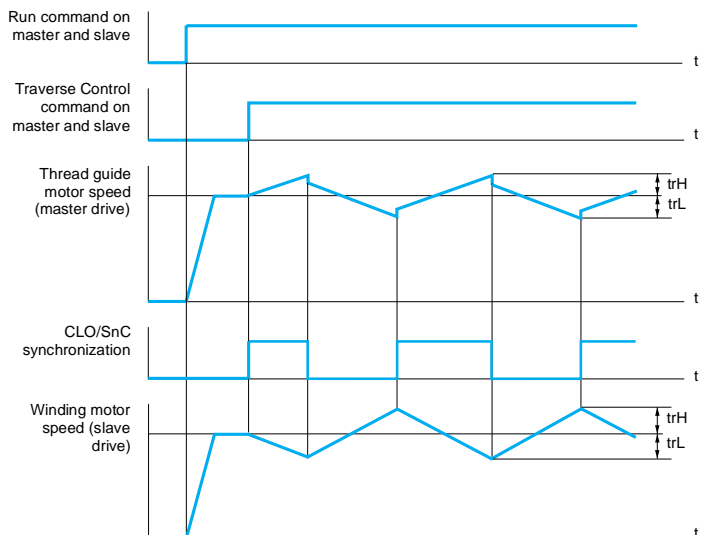 Run command on
master and slave
t
Traverse Control
command on
master and slave
t
Thread guide
motor speed
(master drive)
trH
trL
t
CLO/SnC
synchronization
t
Winding motor
speed (slave
drive)
trH
trL
t